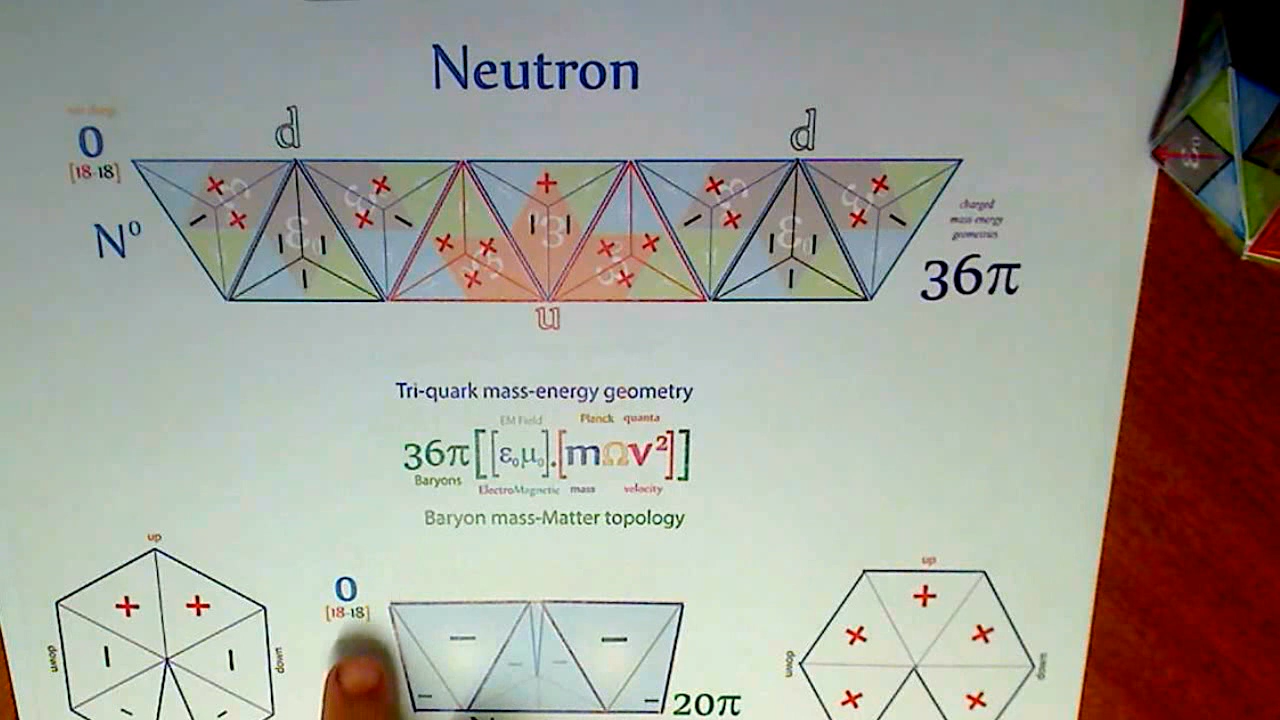 Neutron
d
d
0
[18-18]
N⁰
+ + − − − − + + − + + + + − − + + + + + − + + − − − + + −
charged
mass-energy
geometries
36π
u
Tri-quark mass-energy geometry
EM Field Planck quanta
36π[[ε₀μ₀].[mΩv²]]
Baryons
ElectroMagnetic mass velocity
Baryon mass-Matter topology
up
+ +
down
− −
down
0
[18-18]
− −
− −
− −
20π
up
+
+ +
down
down
+ +